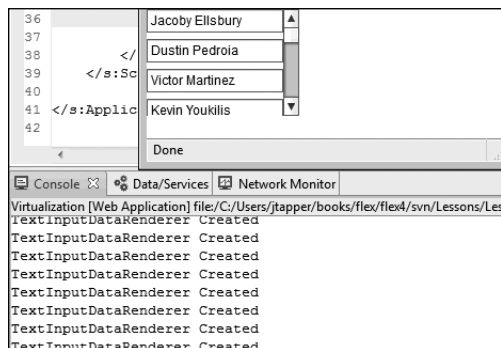 36
37
38 </
39 </s:Sc
40
41 </s:Applic
42
Jacoby Ellsbury
Dustin Pedroia
Victor Martinez
Kevin Youkilis
Done
Console Data/Services Network Monitor
Virtualization [Web Application] file:/C:/Users/jtapper/books/flex/flex4/svn/Lessons/Les
TextInputDataRenderer Created
TextInputDataRenderer Created
TextInputDataRenderer Created
TextInputDataRenderer Created
TextInputDataRenderer Created
TextInputDataRenderer Created
TextInputDataRenderer Created
TextInputDataRenderer Created